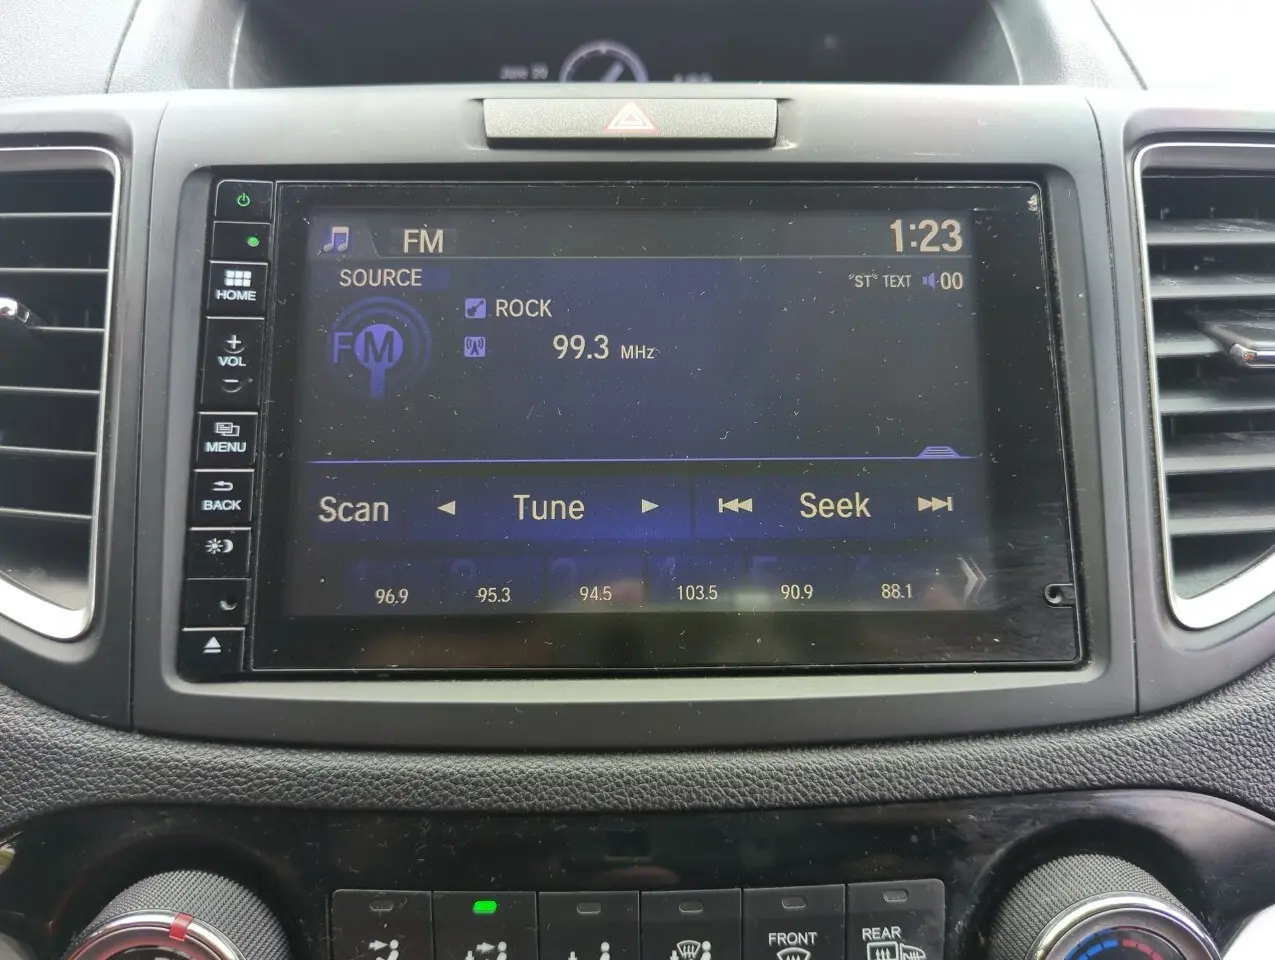 June
FM
1:23
HOME
SOURCE
"ST" TEXT 00
ROCK
FM
99.3 MHz
+
VOL
-
MENU
Scan Tune Seek
BACK
96.9 95.3 94.5 103.5 90.9 88.1
FRONT
REAR